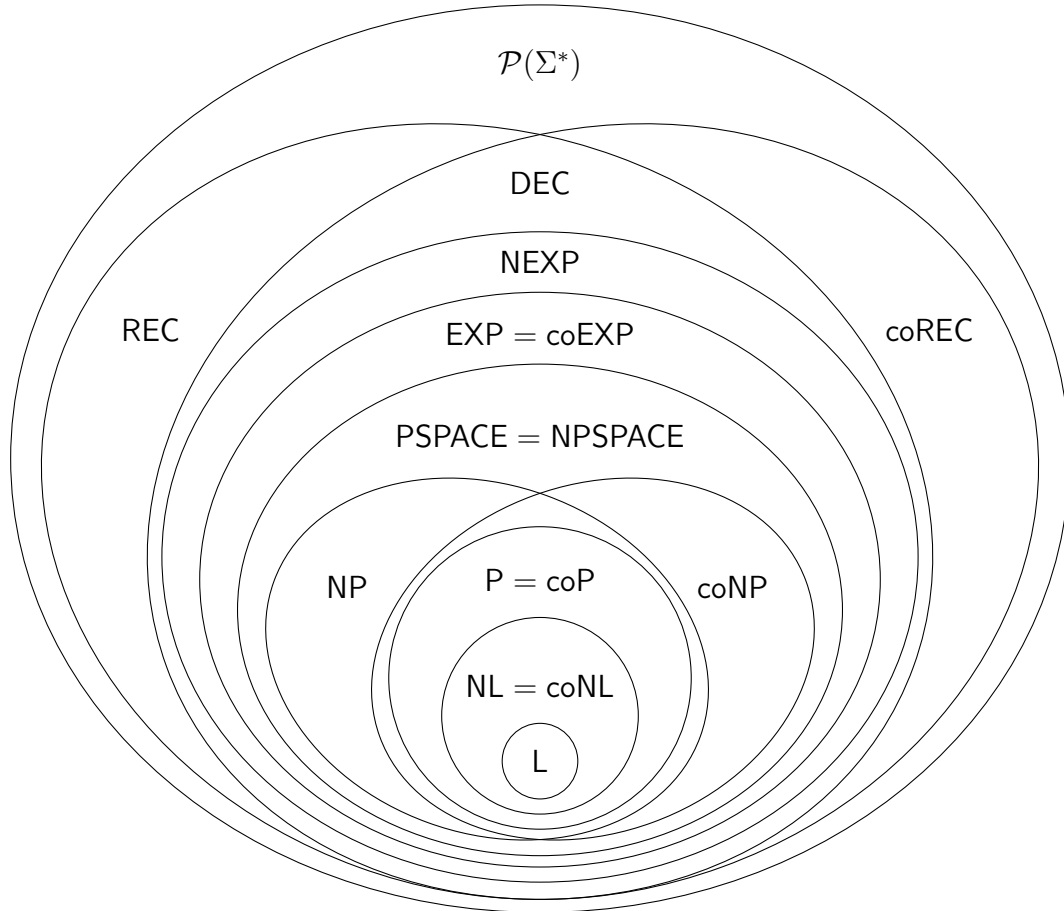 𝒫(Σ*)
DEC
NEXP
REC
EXP = coEXP
coREC
PSPACE = NPSPACE
NP
P = coP
coNP
NL = coNL
L